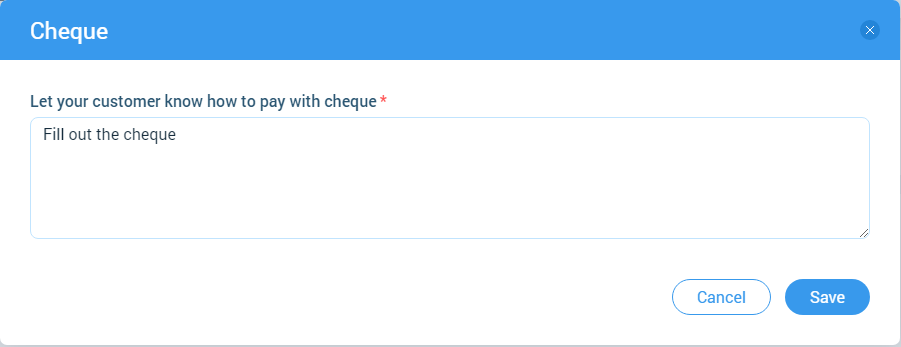 Cheque
Let your customer know how to pay with cheque *
Fill out the cheque
Cancel
Save